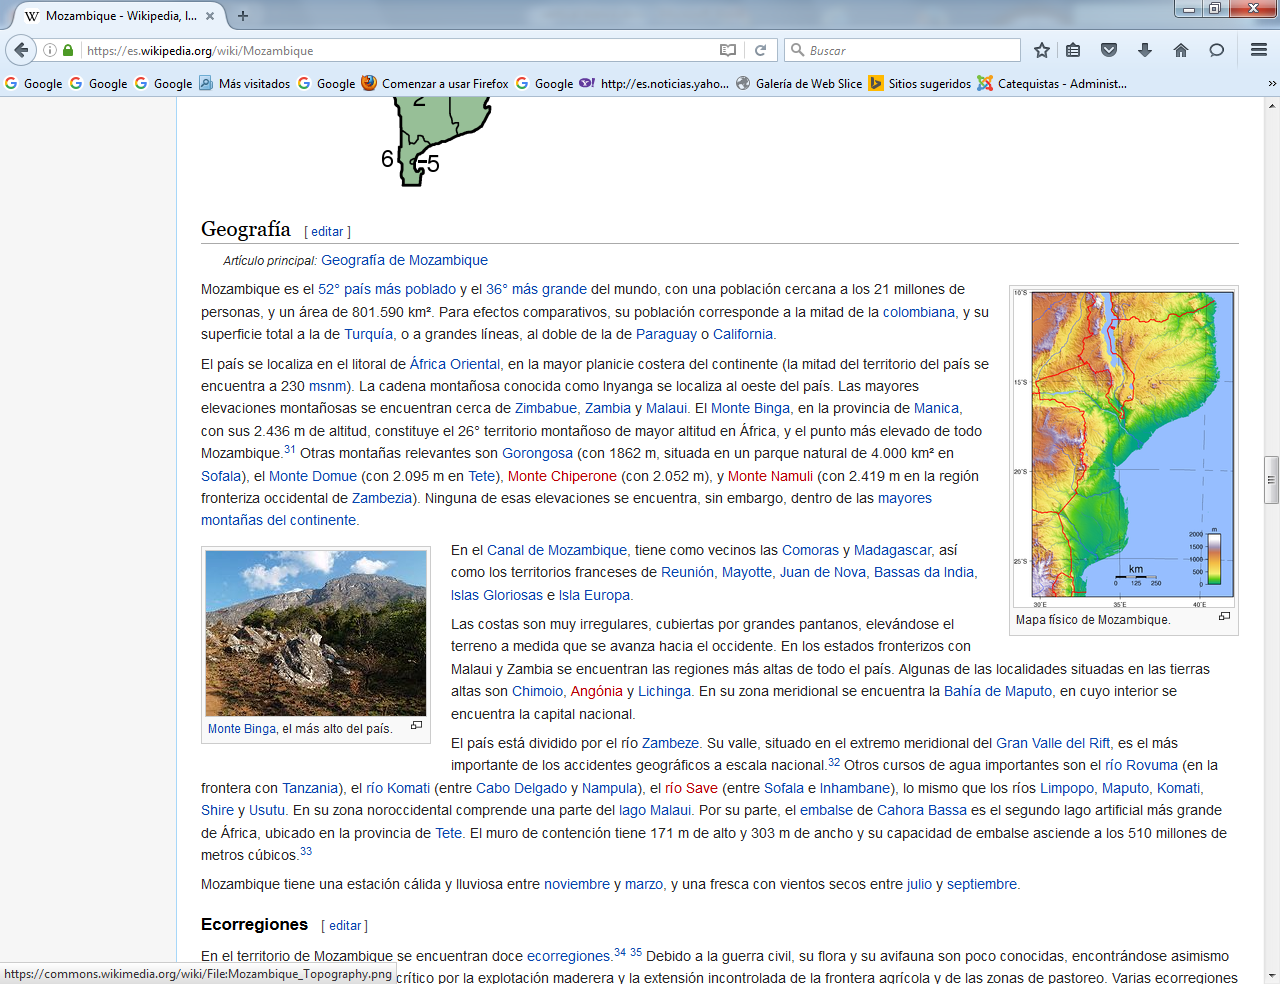 Mozambique - Wikipedia, l...
https://es.wikipedia.org/wiki/Mozambique
Buscar
Google Google Google Más visitados Google Comenzar a usar Firefox Google http://es.noticias.yaho... Galería de Web Slice Sitios sugeridos Catequistas - Administ...
2
6
5
Geografía [ editar ]
Artículo principal: Geografía de Mozambique
Mozambique es el 52° país más poblado y el 36° más grande del mundo, con una población cercana a los 21 millones de
personas, y un área de 801.590 km². Para efectos comparativos, su población corresponde a la mitad de la colombiana, y su
superficie total a la de Turquía, o a grandes líneas, al doble de la de Paraguay o California.
El país se localiza en el litoral de África Oriental, en la mayor planicie costera del continente (la mitad del territorio del país se
encuentra a 230 msnm). La cadena montañosa conocida como Inyanga se localiza al oeste del país. Las mayores
elevaciones montañosas se encuentran cerca de Zimbabue, Zambia y Malaui. El Monte Binga, en la provincia de Manica,
con sus 2.436 m de altitud, constituye el 26° territorio montañoso de mayor altitud en África, y el punto más elevado de todo
Mozambique.31 Otras montañas relevantes son Gorongosa (con 1862 m, situada en un parque natural de 4.000 km² en
Sofala), el Monte Domue (con 2.095 m en Tete), Monte Chiperone (con 2.052 m), y Monte Namuli (con 2.419 m en la región
fronteriza occidental de Zambezia). Ninguna de esas elevaciones se encuentra, sin embargo, dentro de las mayores
montañas del continente.
10°S
15°S
20°S
25°S
30°E 35°E 40°E
km
0 125 250
m
2000
1500
1000
500
0
Mapa físico de Mozambique.
Monte Binga, el más alto del país.
En el Canal de Mozambique, tiene como vecinos las Comoras y Madagascar, así
como los territorios franceses de Reunión, Mayotte, Juan de Nova, Bassas da India,
Islas Gloriosas e Isla Europa.
Las costas son muy irregulares, cubiertas por grandes pantanos, elevándose el
terreno a medida que se avanza hacia el occidente. En los estados fronterizos con
Malaui y Zambia se encuentran las regiones más altas de todo el país. Algunas de las localidades situadas en las tierras
altas son Chimoio, Angónia y Lichinga. En su zona meridional se encuentra la Bahía de Maputo, en cuyo interior se
encuentra la capital nacional.
El país está dividido por el río Zambeze. Su valle, situado en el extremo meridional del Gran Valle del Rift, es el más
importante de los accidentes geográficos a escala nacional.32 Otros cursos de agua importantes son el río Rovuma (en la
frontera con Tanzania), el río Komati (entre Cabo Delgado y Nampula), el río Save (entre Sofala e Inhambane), lo mismo que los ríos Limpopo, Maputo, Komati,
Shire y Usutu. En su zona noroccidental comprende una parte del lago Malaui. Por su parte, el embalse de Cahora Bassa es el segundo lago artificial más grande
de África, ubicado en la provincia de Tete. El muro de contención tiene 171 m de alto y 303 m de ancho y su capacidad de embalse asciende a los 510 millones de
metros cúbicos.33
Mozambique tiene una estación cálida y lluviosa entre noviembre y marzo, y una fresca con vientos secos entre julio y septiembre.
Ecorregiones [ editar ]
En el territorio de Mozambique se encuentran doce ecorregiones.34 35 Debido a la guerra civil, su flora y su avifauna son poco conocidas, encontrándose asimismo
https://commons.wikimedia.org/wiki/File:Mozambique_Topography.png
crítico por la explotación maderera y la extensión incontrolada de la frontera agrícola y de las zonas de pastoreo. Varias ecorregiones